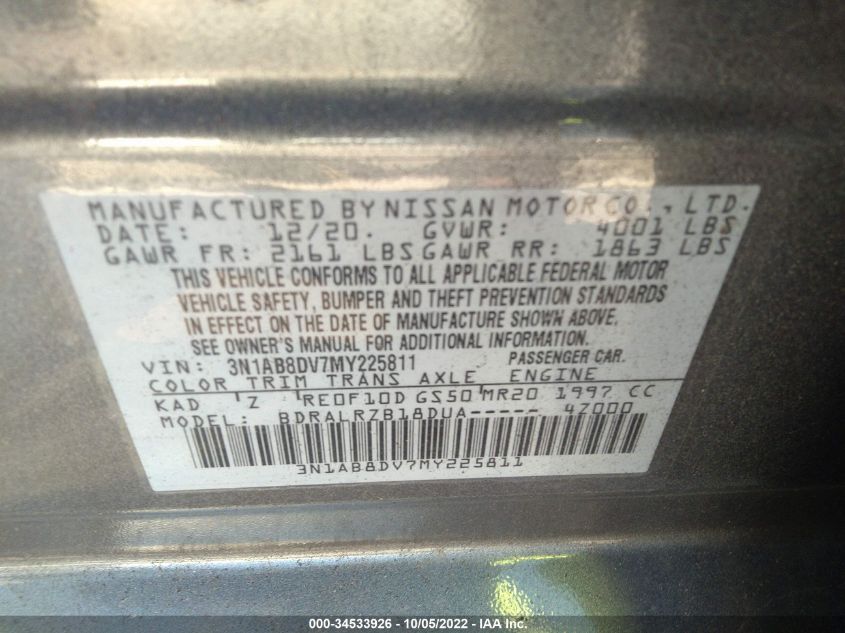 MANUFACTURED BY NISSAN MOTOR CO., LTD.
DATE: 12/20. GVWR: 4001 LBS
GAWR FR: 2161 LBS GAWR RR: 1863 LBS
THIS VEHICLE CONFORMS TO ALL APPLICABLE FEDERAL MOTOR
VEHICLE SAFETY, BUMPER AND THEFT PREVENTION STANDARDS
IN EFFECT ON THE DATE OF MANUFACTURE SHOWN ABOVE.
SEE OWNER'S MANUAL FOR ADDITIONAL INFORMATION.
VIN: 3N1AB8DV7MY225811 PASSENGER CAR.
COLOR TRIM TRANS AXLE ENGINE
KAD Z RE0F10D GS50 MR20 1997 CC
MODEL: BDRALRZB18DUA----- 4Z000
3N1AB8DV7MY225811
000-34533926 - 10/05/2022 - IAA Inc.